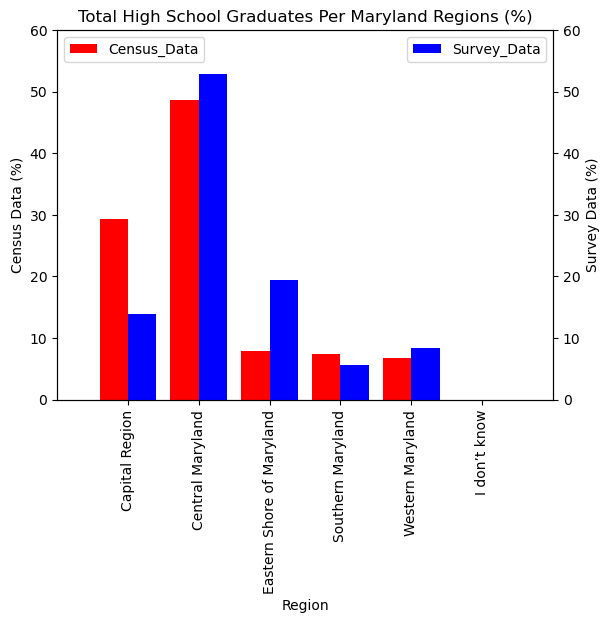 Total High School Graduates Per Maryland Regions (%)
Census_Data
Survey_Data
60
50
40
30
20
10
0
Census Data (%)
60
50
40
30
20
10
0
Survey Data (%)
Capital Region
Central Maryland
Eastern Shore of Maryland
Southern Maryland
Western Maryland
I don’t know
Region